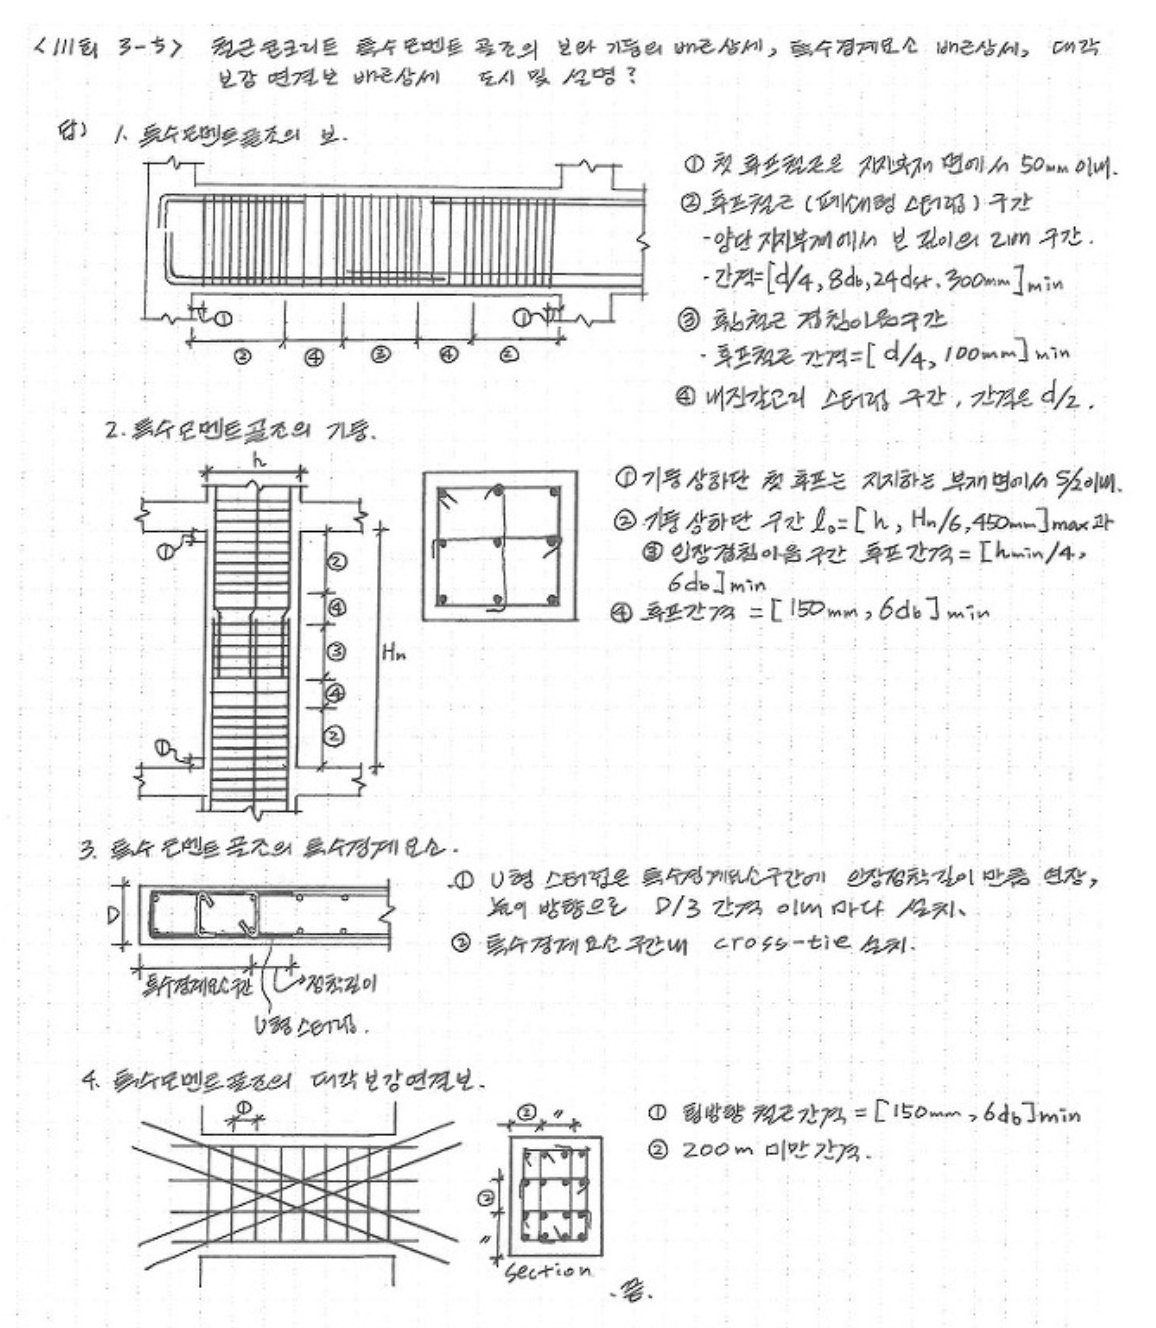 <111회 3-5> 철근콘크리트 특수모멘트 골조의 보와 기둥의 배근상세, 특수경계요소 배근상세, 대각
보강 연결보 배근상세 도시 및 설명?
답) 1. 특수모멘트골조의 보.
① 첫 후프철근은 지지부재 면에서 50mm 이내.
② 후프철근 (폐쇄형 스터럽) 구간
- 양단 지지부재에서 보 깊이의 2배 구간.
· 간격=[d/4, 8db, 24dst, 300mm]min
③ 휨철근 겹침이음구간
· 후프철근 간격=[d/4, 100mm]min
④ 내진갈고리 스터럽 구간, 간격은 d/2.
① ①
② ④ ③ ④ ②
2. 특수모멘트골조의 기둥.
h
① 기둥 상하단 첫 후프는 지지하는 부재면에서 S/2이내.
② 기둥 상하단 구간 lo=[h, Hn/6, 450mm]max과
③ 인장겹침이음 구간 후프간격=[hmin/4,
6db]min
④ 후프간격 = [150mm, 6db]min
①
②
④
③
Hn
④
①
②
3. 특수모멘트골조의 특수경계요소.
① U형 스터럽은 특수경계요소구간에 인장정착길이 만큼 연장,
높이 방향으로 D/3 간격 이내 마다 설치.
② 특수경계요소 구간내 cross-tie 설치.
D
특수경계요소구간 정착길이
U형 스터럽.
4. 특수모멘트골조의 대각보강연결보.
① 횡방향 철근간격 = [150mm, 6db]min
② 200m 미만 간격.
①
② "
②
"
section
-끝.